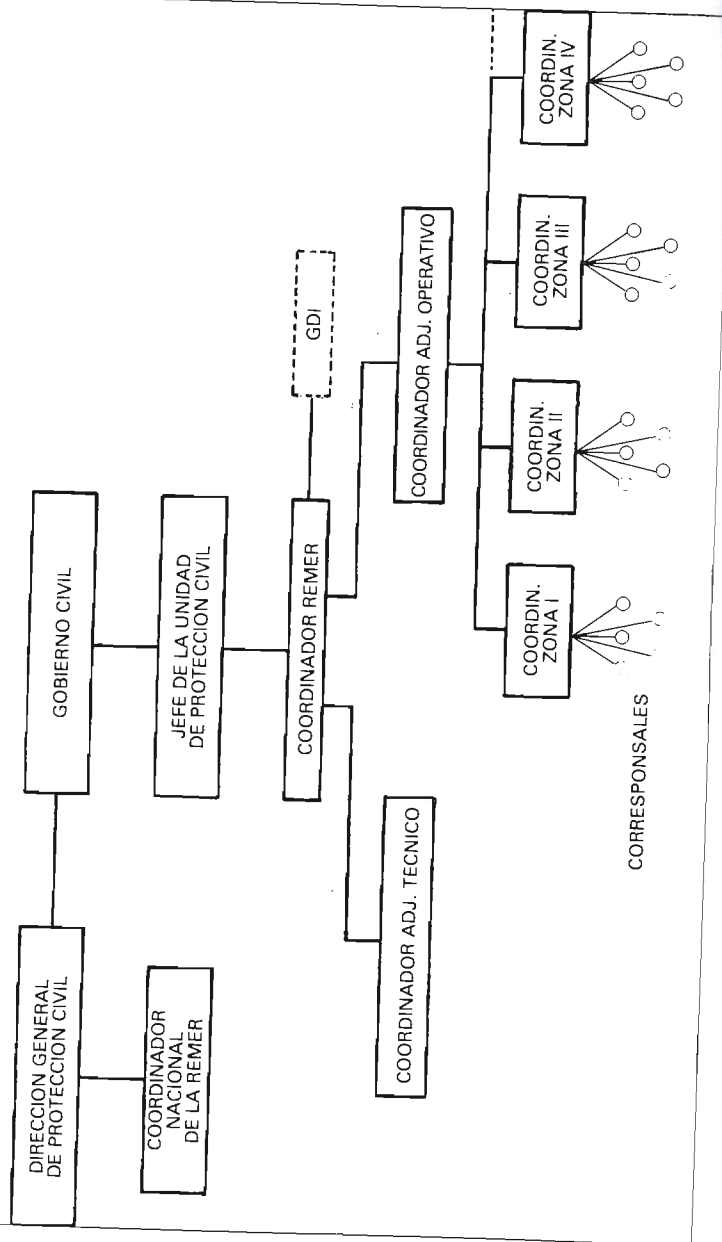 DIRECCION GENERAL
DE PROTECCION CIVIL
GOBIERNO CIVIL
COORDINADOR
NACIONAL
DE LA REMER
JEFE DE LA UNIDAD
DE PROTECCION CIVIL
COORDINADOR REMER
GDI
COORDINADOR ADJ. TECNICO
COORDINADOR ADJ. OPERATIVO
COORDIN.
ZONA I
COORDIN.
ZONA II
COORDIN.
ZONA III
COORDIN.
ZONA IV
CORRESPONSALES